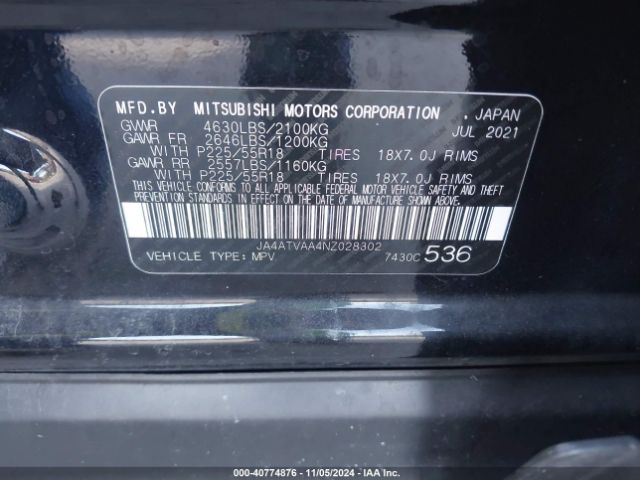 MFD.BY MITSUBISHI MOTORS CORPORATION , JAPAN
GVWR 4630LBS/2100KG JUL 2021
GAWR FR 2646LBS/1200KG
WITH P225/55R18 TIRES 18X7.0J RIMS
GAWR RR 2557LBS/1160KG
WITH P225/55R18 TIRES 18X7.0J RIMS
THIS VEHICLE CONFORMS TO ALL APPLICABLE FEDERAL MOTOR VEHICLE SAFETY AND THEFT
PREVENTION STANDARDS IN EFFECT ON THE DATE OF MANUFACTURE SHOWN ABOVE.
JA4ATVAA4NZ028302
VEHICLE TYPE: MPV 7430C 536
00-40774876 - 11/05/2024 - IAAI.COM